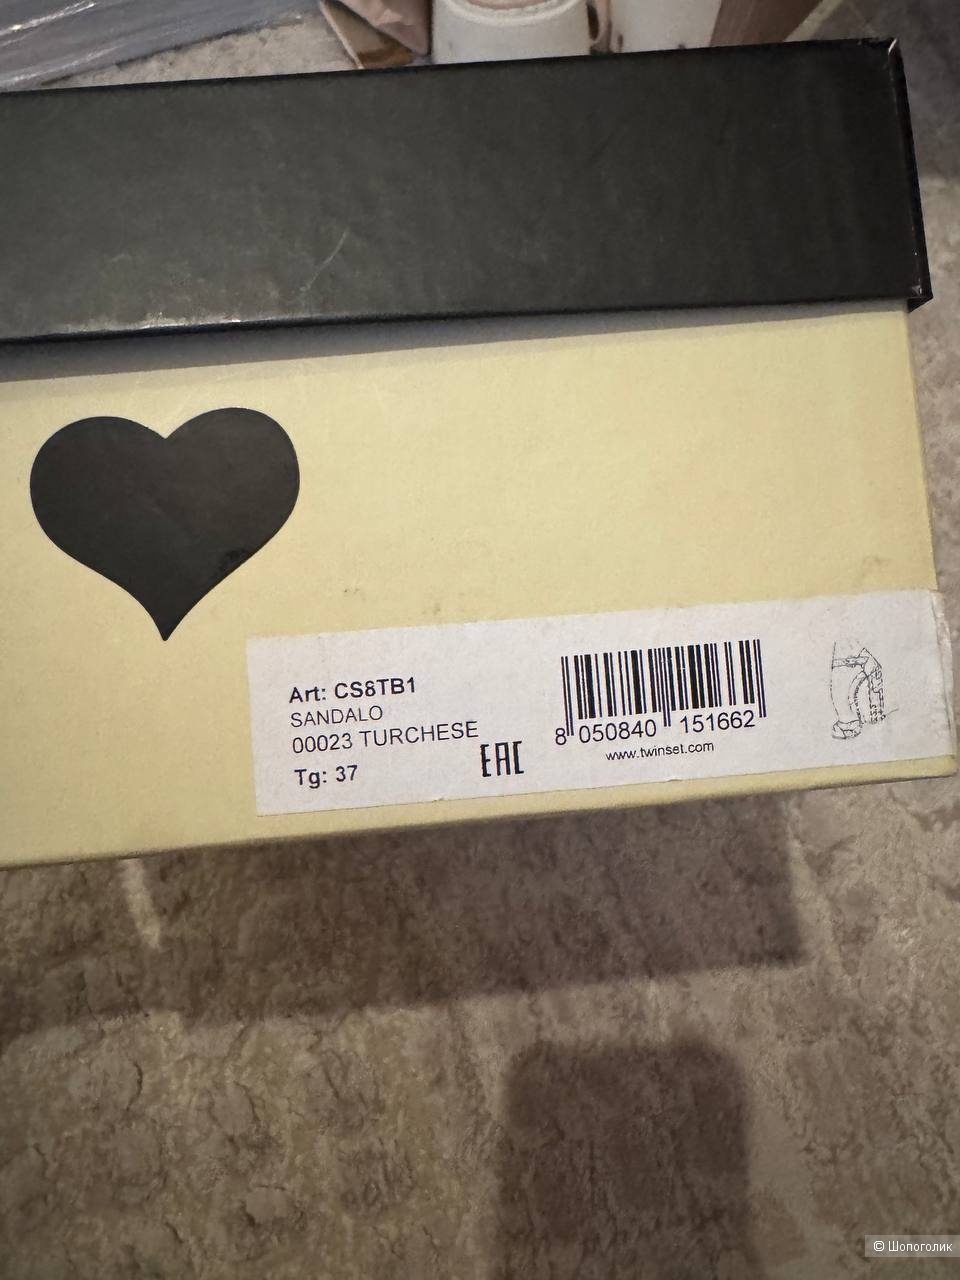 Art: CS8TB1
SANDALO
00023 TURCHESE
Tg: 37
EAC
8 050840 151662
www.twinset.com
© Шопоголик